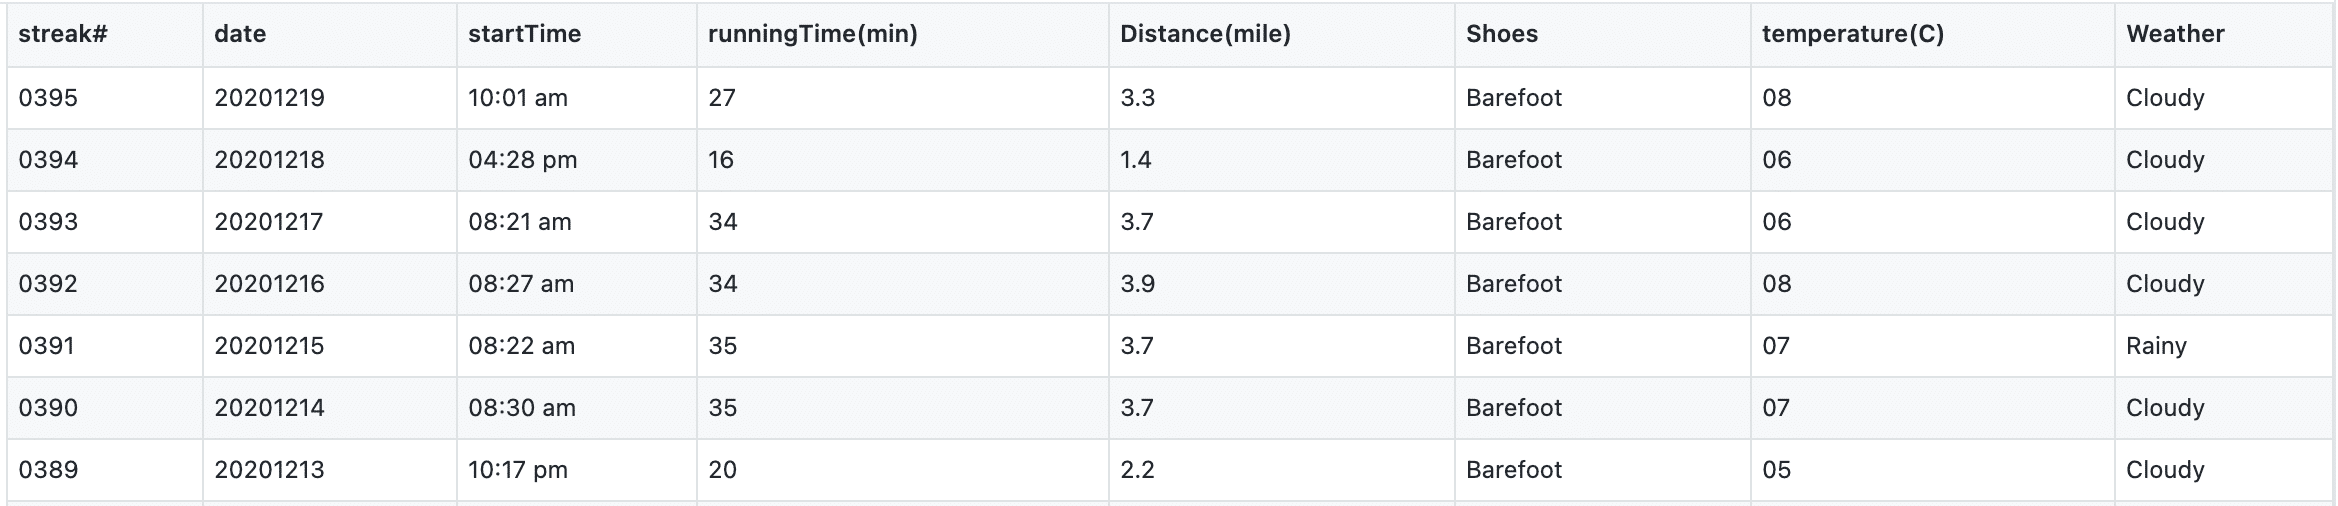 streak# date startTime runningTime(min) Distance(mile) Shoes temperature(C) Weather
0395 20201219 10:01 am 27 3.3 Barefoot 08 Cloudy
0394 20201218 04:28 pm 16 1.4 Barefoot 06 Cloudy
0393 20201217 08:21 am 34 3.7 Barefoot 06 Cloudy
0392 20201216 08:27 am 34 3.9 Barefoot 08 Cloudy
0391 20201215 08:22 am 35 3.7 Barefoot 07 Rainy
0390 20201214 08:30 am 35 3.7 Barefoot 07 Cloudy
0389 20201213 10:17 pm 20 2.2 Barefoot 05 Cloudy